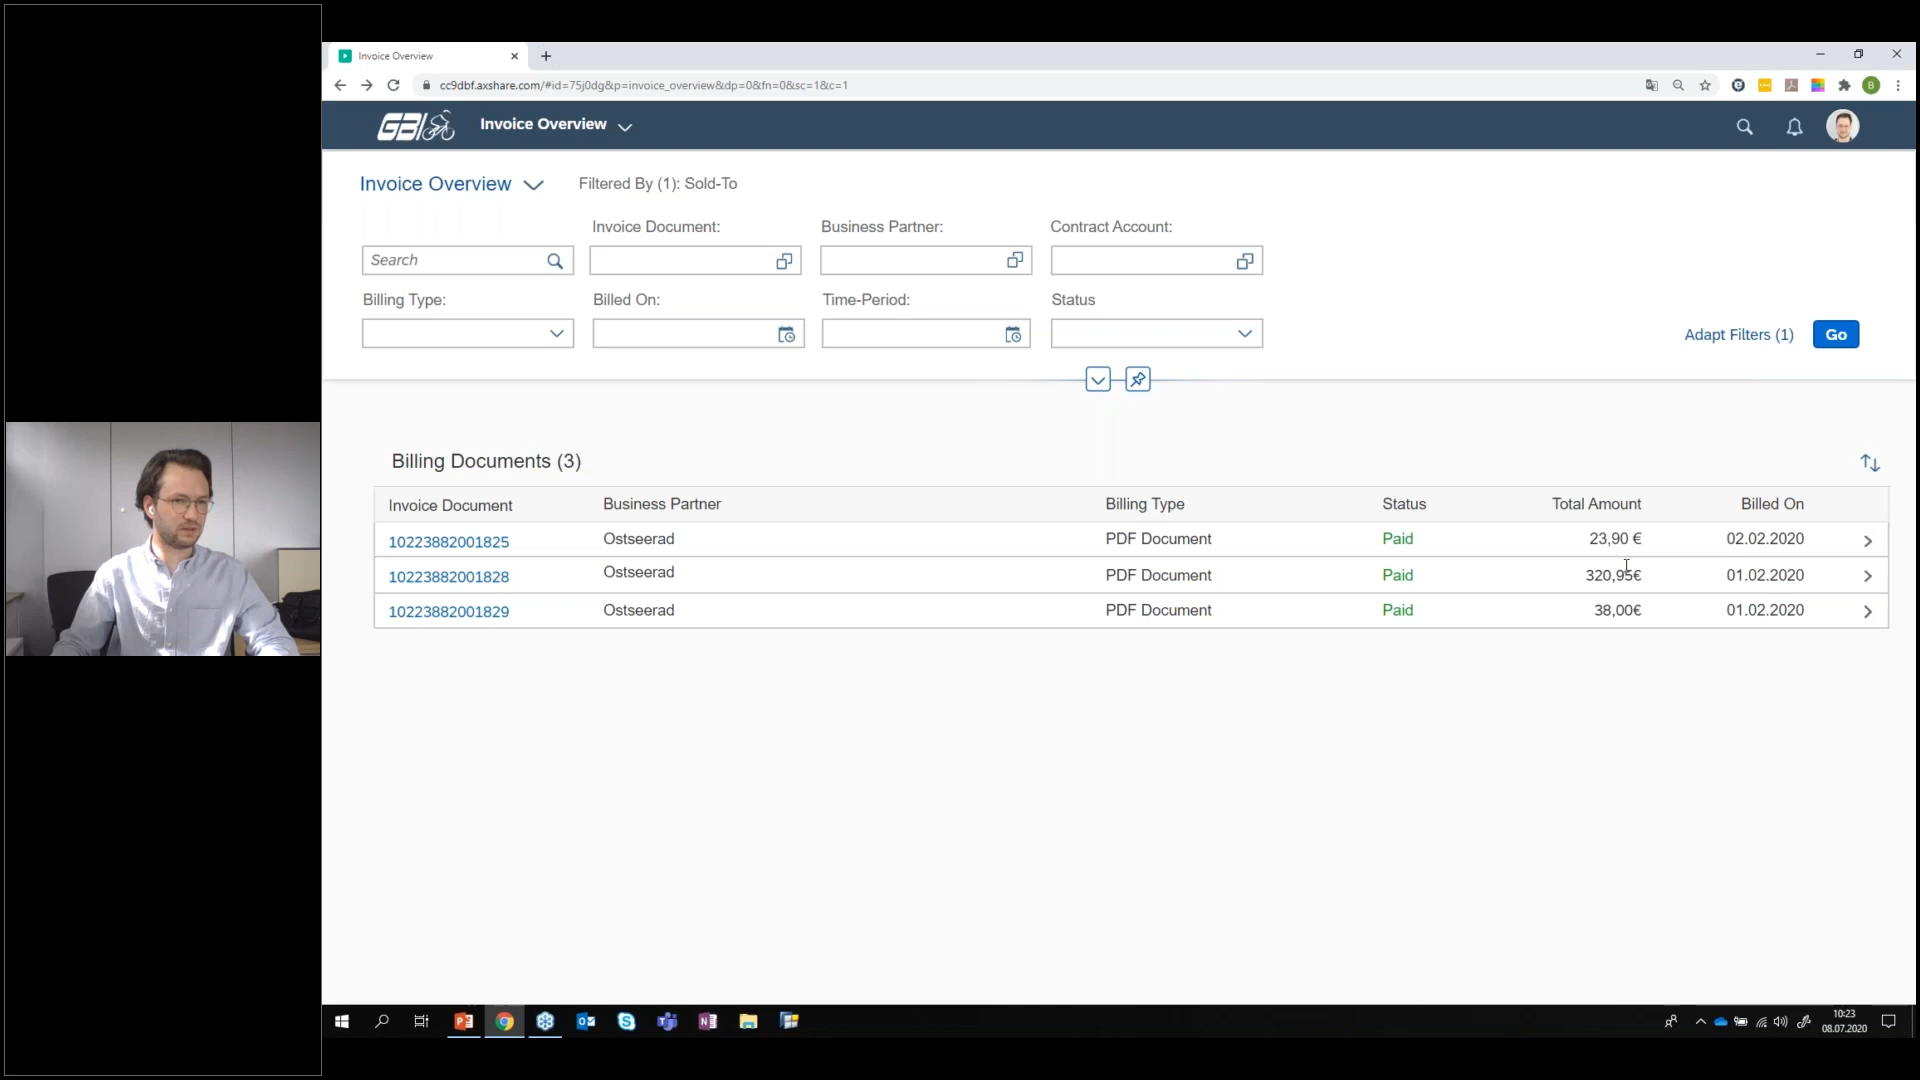 Invoice Overview
cc9dbf.axshare.com/#id=75j0dg&p=invoice_overview&dp=0&fn=0&sc=1&c=1
B
GBI Invoice Overview
Invoice Overview Filtered By (1): Sold-To
Invoice Document: Business Partner: Contract Account:
Search
Billing Type: Billed On: Time-Period: Status
Adapt Filters (1) Go
Billing Documents (3)
Invoice Document Business Partner Billing Type Status Total Amount Billed On
10223882001825 Ostseerad PDF Document Paid 23,90 € 02.02.2020
10223882001828 Ostseerad PDF Document Paid 320,95€ 01.02.2020
10223882001829 Ostseerad PDF Document Paid 38,00€ 01.02.2020
10:23
08.07.2020